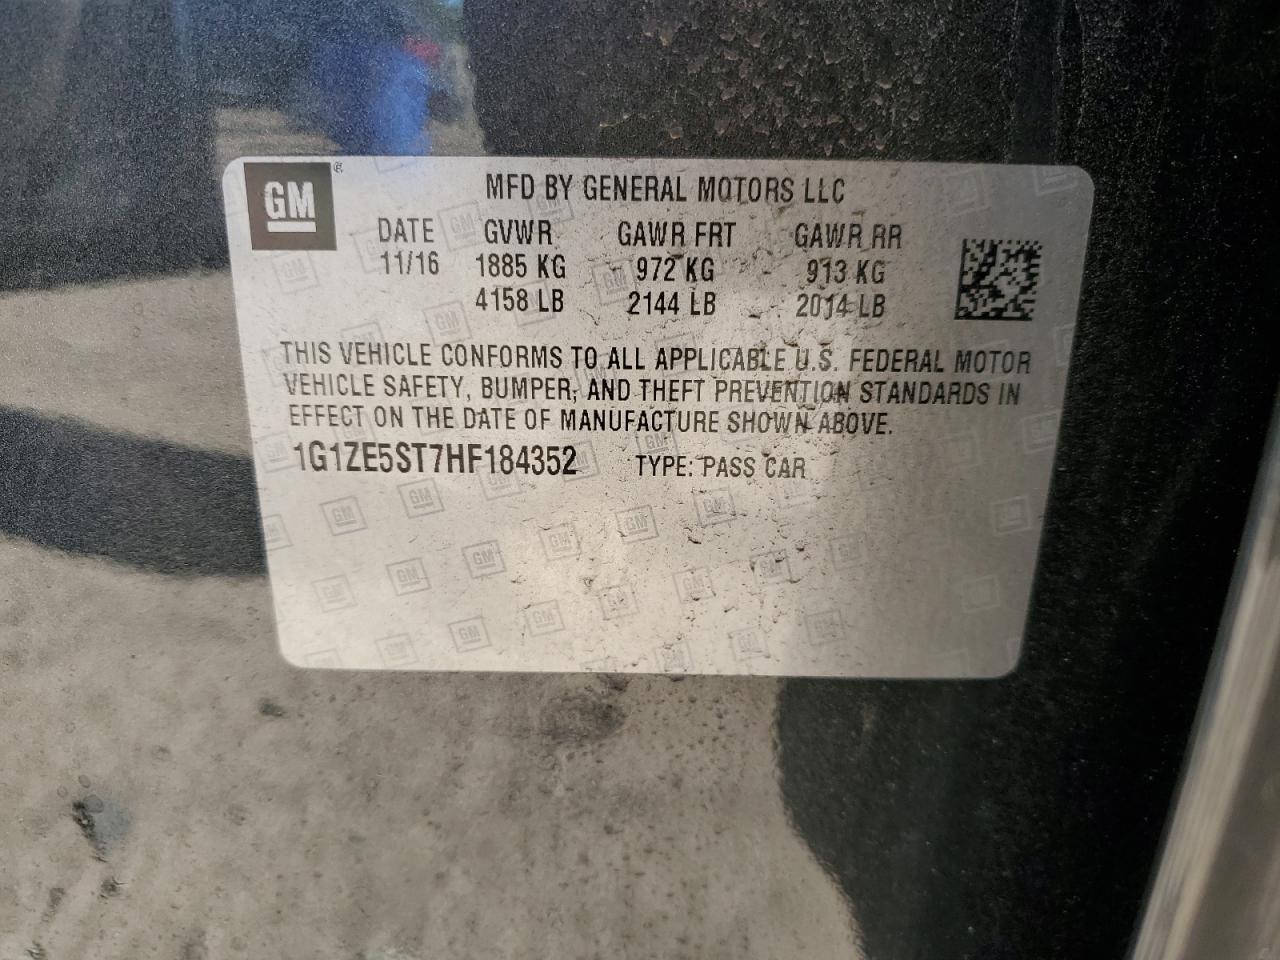 GM ®
MFD BY GENERAL MOTORS LLC
DATE GVWR GAWR FRT GAWR RR
11/16 1885 KG 972 KG 913 KG
4158 LB 2144 LB 2014 LB
THIS VEHICLE CONFORMS TO ALL APPLICABLE U.S. FEDERAL MOTOR
VEHICLE SAFETY, BUMPER, AND THEFT PREVENTION STANDARDS IN
EFFECT ON THE DATE OF MANUFACTURE SHOWN ABOVE.
1G1ZE5ST7HF184352 TYPE: PASS CAR